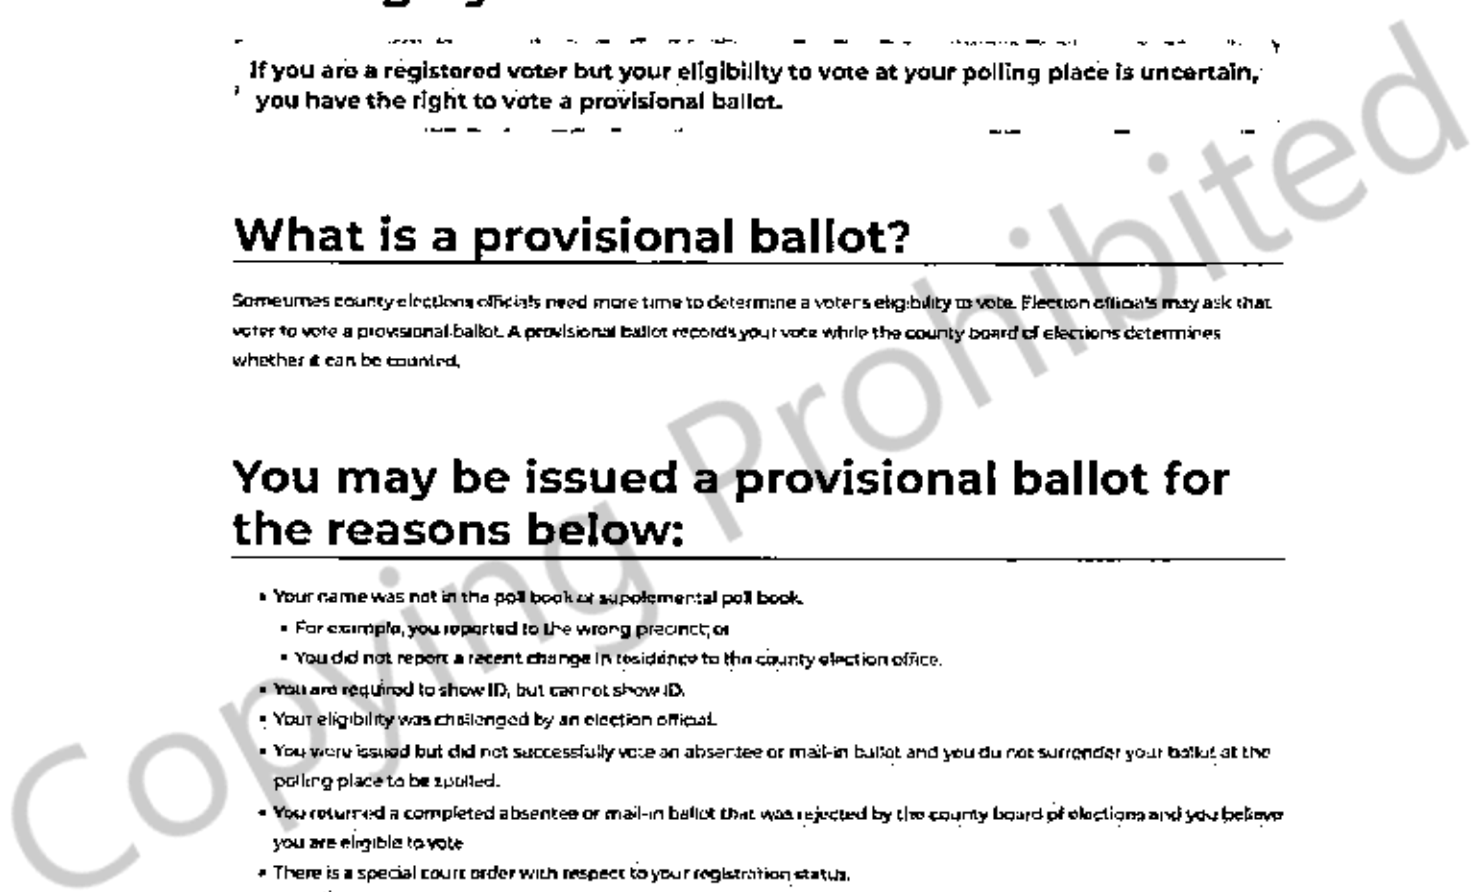 If you are a registered voter but your eligibility to vote at your polling place is uncertain,
you have the right to vote a provisional ballot.
What is a provisional ballot?
Sometimes county elections officials need more time to determine a voter's eligibility to vote. Election officials may ask that
voter to vote a provisional ballot. A provisional ballot records your vote while the county board of elections determines
whether it can be counted.
You may be issued a provisional ballot for
the reasons below:
• Your name was not in the poll book or supplemental poll book.
▪ For example, you reported to the wrong precinct; or
▪ You did not report a recent change in residence to the county election office.
• You are required to show ID, but cannot show ID.
• Your eligibility was challenged by an election official.
• You were issued but did not successfully vote an absentee or mail-in ballot and you do not surrender your ballot at the
polling place to be spoiled.
• You returned a completed absentee or mail-in ballot that was rejected by the county board of elections and you believe
you are eligible to vote
• There is a special court order with respect to your registration status.
Copying Prohibited